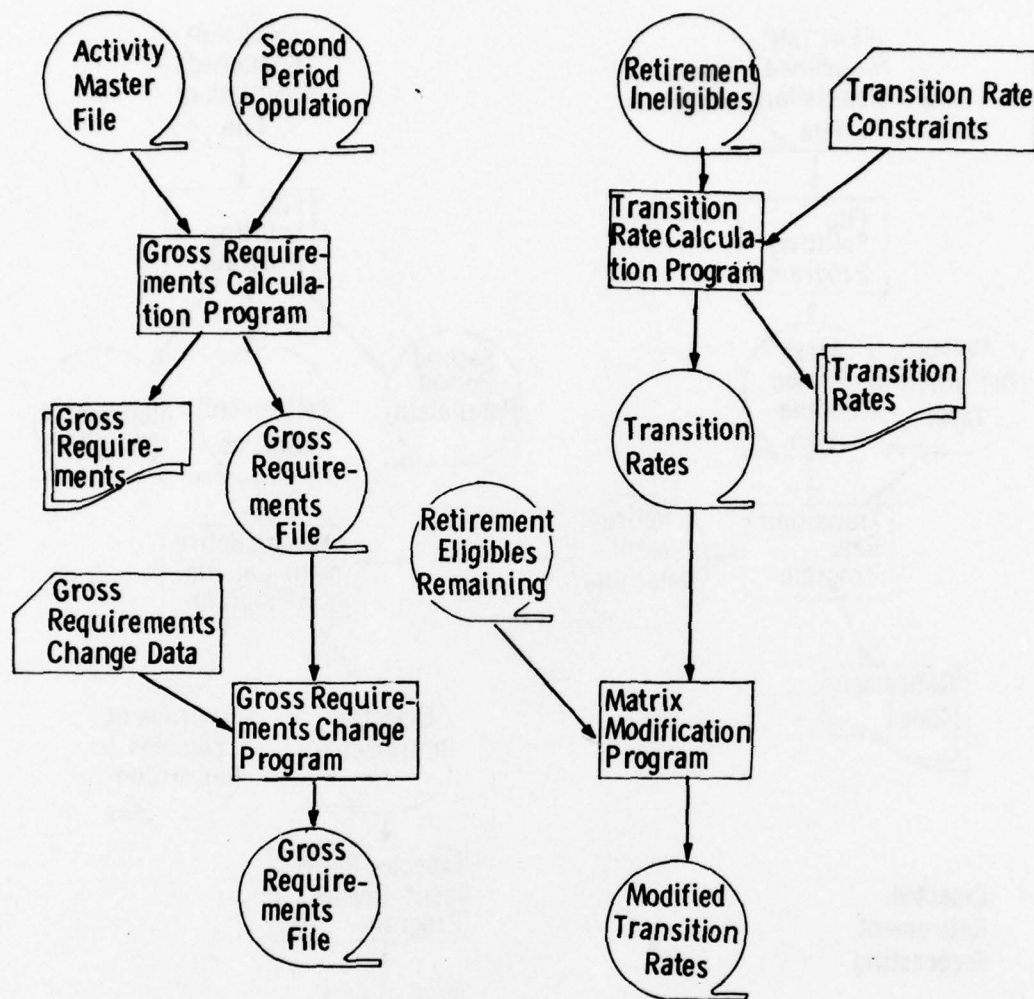 Activity
Master
File
Second
Period
Population
Retirement
Ineligibles
Transition Rate
Constraints
Gross Require-
ments Calcula-
tion Program
Transition
Rate Calcula-
tion Program
Gross
Require-
ments
Gross
Require-
ments
File
Transition
Rates
Transition
Rates
Retirement
Eligibles
Remaining
Gross
Requirements
Change Data
Gross Require-
ments Change
Program
Matrix
Modification
Program
Gross
Require-
ments
File
Modified
Transition
Rates